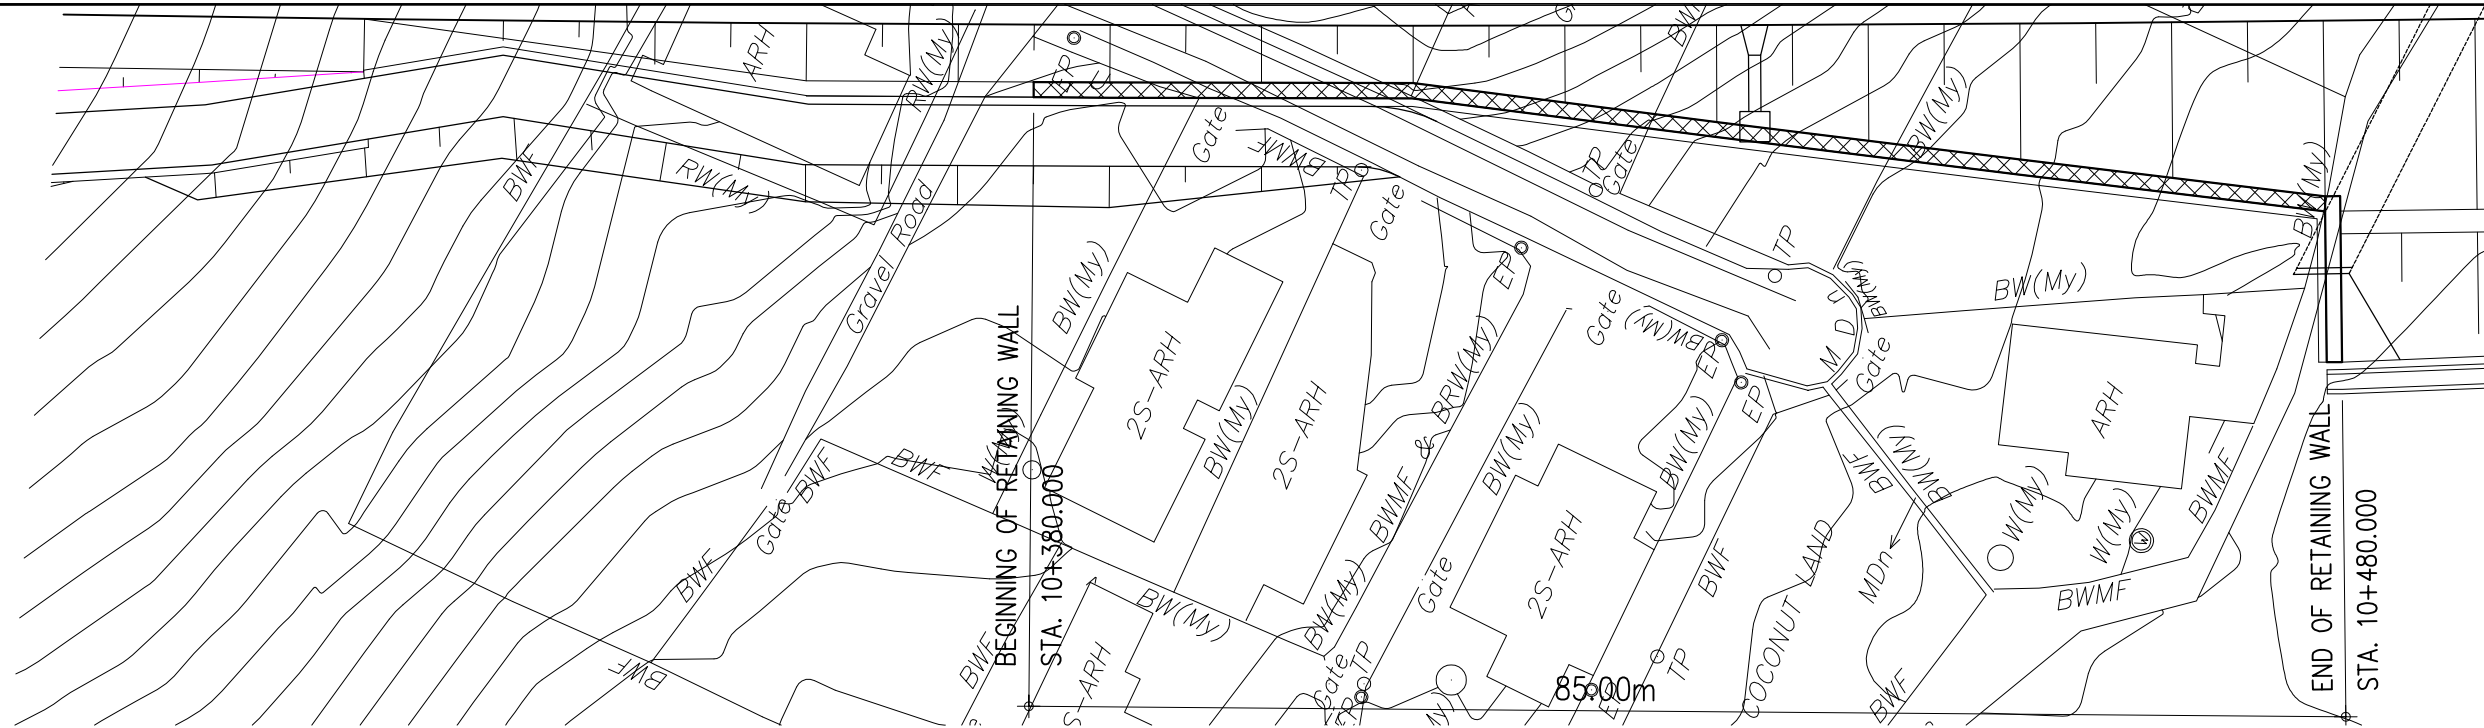 ARH
RW(My)
EP
BWF
Gate
BWMF
TP
Gate
TP
Gate
BW(My)
BW(My)
RW(My)
Gravel Road
BW(My)
EP
TP
BW(My)
BW(My)
U
D
M
Gate
BW(My)
EP
EP
Gate
2S-ARH
BW(My)
2S-ARH
BWMF & BRW(My)
BW(My)
BW(My)
ARH
BWF
BWF
Gate
BWF
BWF
BW(My)
W(My)
W(My)
W
BWMF
BWMF
BEGINNING OF RETAINING WALL
STA. 10+380.000
END OF RETAINING WALL
STA. 10+480.000
BWF
BWF
BW(My)
BW(My)
Gate
2S-ARH
BWF
COCONUT LAND
MDn
BWF
S-ARH
Gate
TP
EP
EP
TP
85.00m